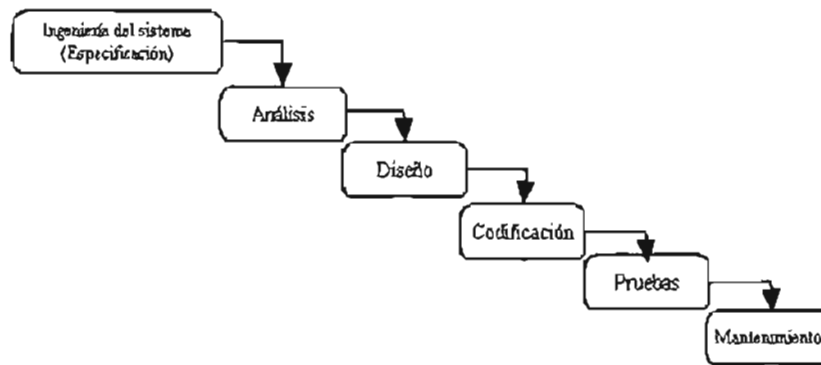 Ingeniería del sistema
(Especificación)
Análisis
Diseño
Codificación
Pruebas
Mantenimiento